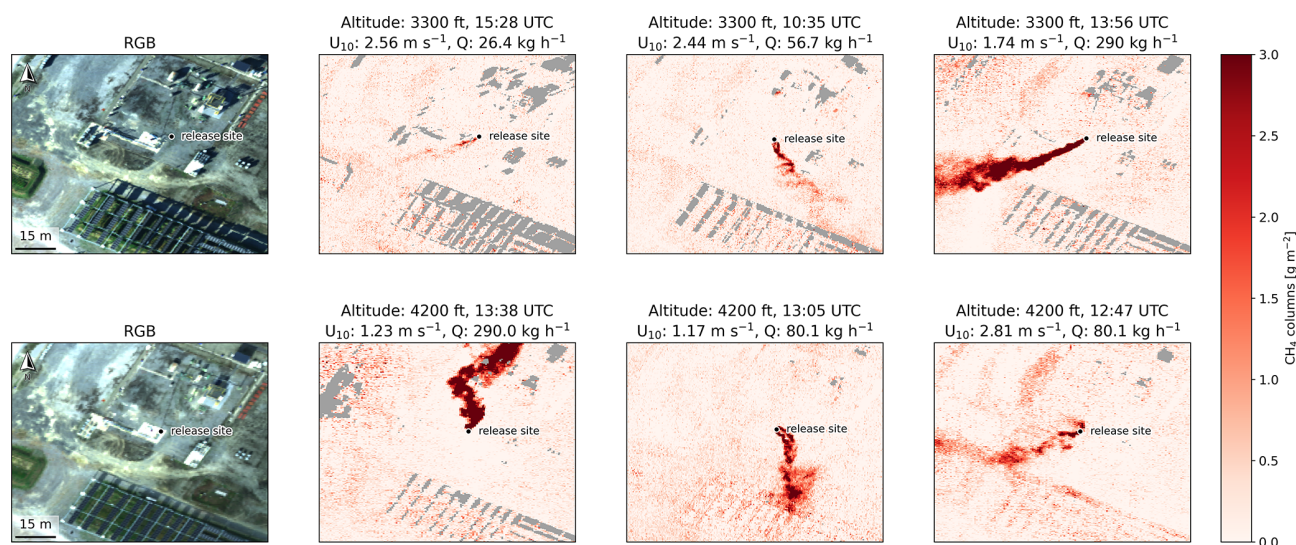 RGB
Altitude: 3300 ft, 15:28 UTC
U₁₀: 2.56 m s⁻¹, Q: 26.4 kg h⁻¹
Altitude: 3300 ft, 10:35 UTC
U₁₀: 2.44 m s⁻¹, Q: 56.7 kg h⁻¹
Altitude: 3300 ft, 13:56 UTC
U₁₀: 1.74 m s⁻¹, Q: 290 kg h⁻¹
release site
15 m
release site
release site
release site
RGB
Altitude: 4200 ft, 13:38 UTC
U₁₀: 1.23 m s⁻¹, Q: 290.0 kg h⁻¹
Altitude: 4200 ft, 13:05 UTC
U₁₀: 1.17 m s⁻¹, Q: 80.1 kg h⁻¹
Altitude: 4200 ft, 12:47 UTC
U₁₀: 2.81 m s⁻¹, Q: 80.1 kg h⁻¹
release site
15 m
release site
release site
release site
3.0
2.5
2.0
1.5
1.0
0.5
0.0
CH₄ columns [g m⁻²]